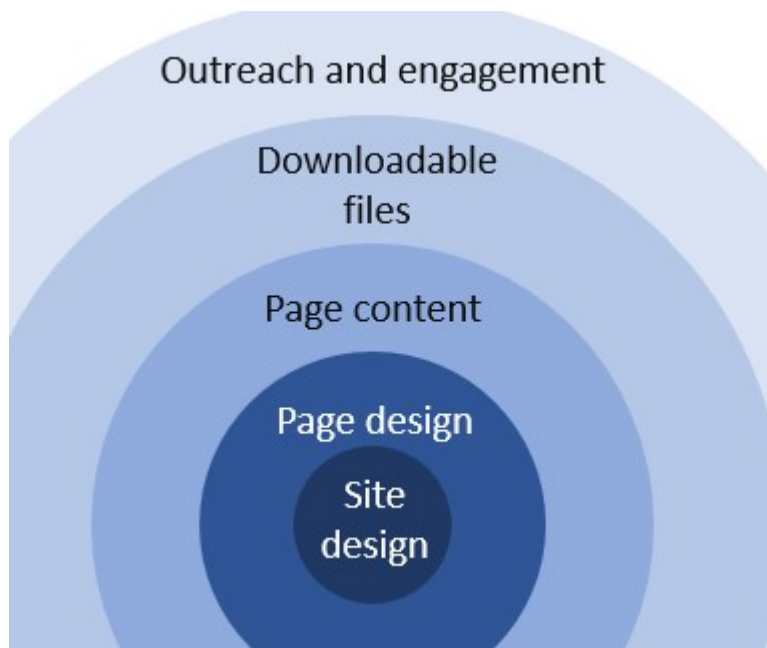 Outreach and engagement
Downloadable
files
Page content
Page design
Site
design